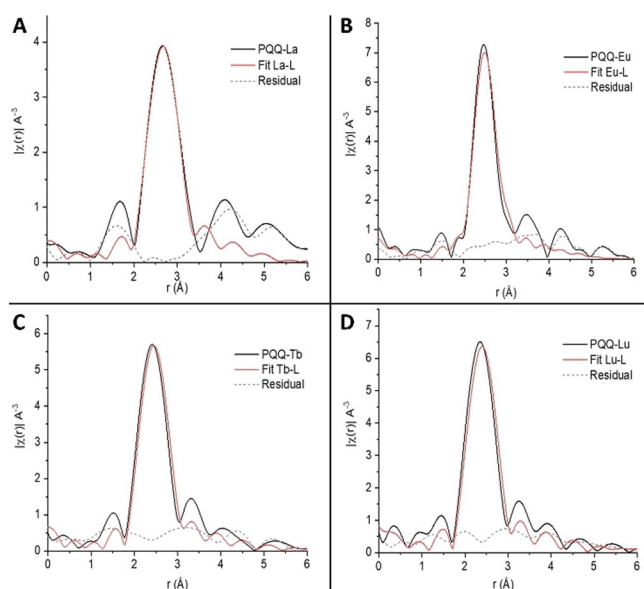 A
PQQ-La
Fit La-L
Residual
|χ(r)| A⁻³
4
3
2
1
0
0 1 2 3 4 5 6
r (Å)
B
PQQ-Eu
Fit Eu-L
Residual
|χ(r)| A⁻³
8
7
6
5
4
3
2
1
0
0 1 2 3 4 5 6
r (Å)
C
PQQ-Tb
Fit Tb-L
Residual
|χ(r)| A⁻³
6
5
4
3
2
1
0
0 1 2 3 4 5 6
r (Å)
D
PQQ-Lu
Fit Lu-L
Residual
|χ(r)| A⁻³
7
6
5
4
3
2
1
0
0 1 2 3 4 5 6
r (Å)